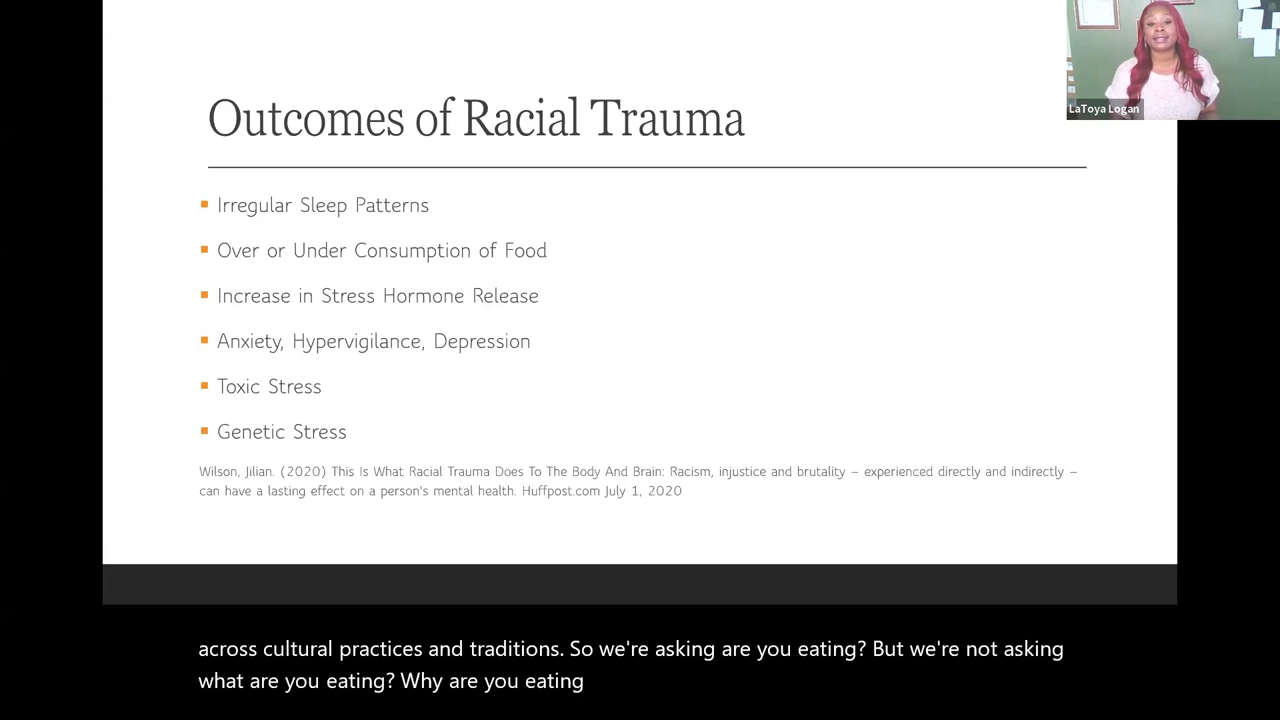 LaToya Logan
Outcomes of Racial Trauma
Irregular Sleep Patterns
Over or Under Consumption of Food
Increase in Stress Hormone Release
Anxiety, Hypervigilance, Depression
Toxic Stress
Genetic Stress
Wilson, Jilian. (2020) This Is What Racial Trauma Does To The Body And Brain: Racism, injustice and brutality – experienced directly and indirectly –
can have a lasting effect on a person's mental health. Huffpost.com July 1, 2020
across cultural practices and traditions. So we're asking are you eating? But we're not asking
what are you eating? Why are you eating